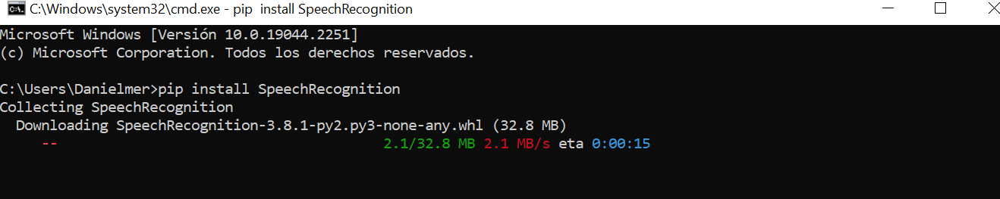 C:\Windows\system32\cmd.exe - pip  install SpeechRecognition
Microsoft Windows [Versión 10.0.19044.2251]
(c) Microsoft Corporation. Todos los derechos reservados.
C:\Users\Danielmer>pip install SpeechRecognition
Collecting SpeechRecognition
  Downloading SpeechRecognition-3.8.1-py2.py3-none-any.whl (32.8 MB)
     -- 2.1/32.8 MB 2.1 MB/s eta 0:00:15